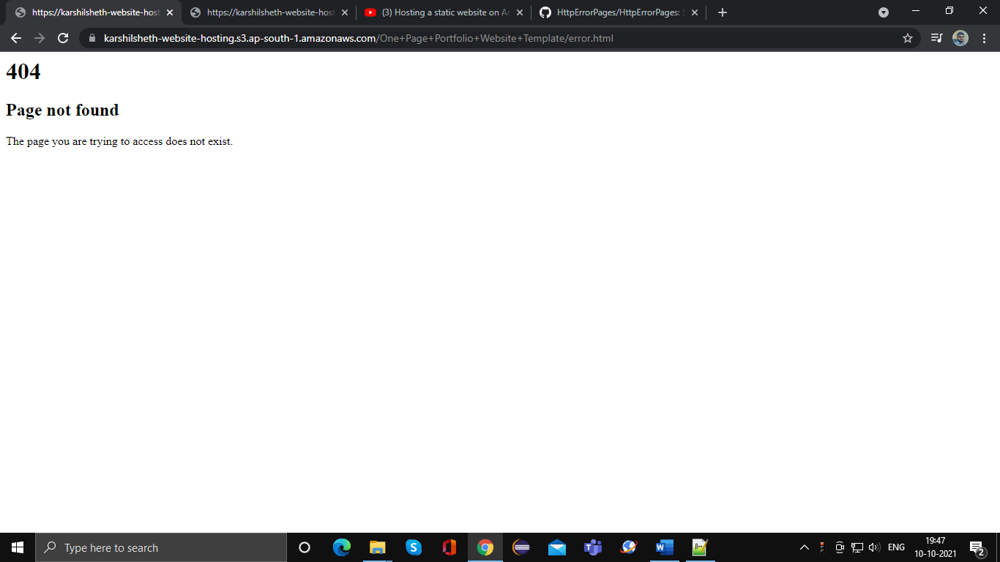 https://karshilsheth-website-host
https://karshilsheth-website-host
(3) Hosting a static website on Ar
HttpErrorPages/HttpErrorPages: S
karshilsheth-website-hosting.s3.ap-south-1.amazonaws.com/One+Page+Portfolio+Website+Template/error.html
404
Page not found
The page you are trying to access does not exist.
Type here to search
ENG
19:47
10-10-2021
2